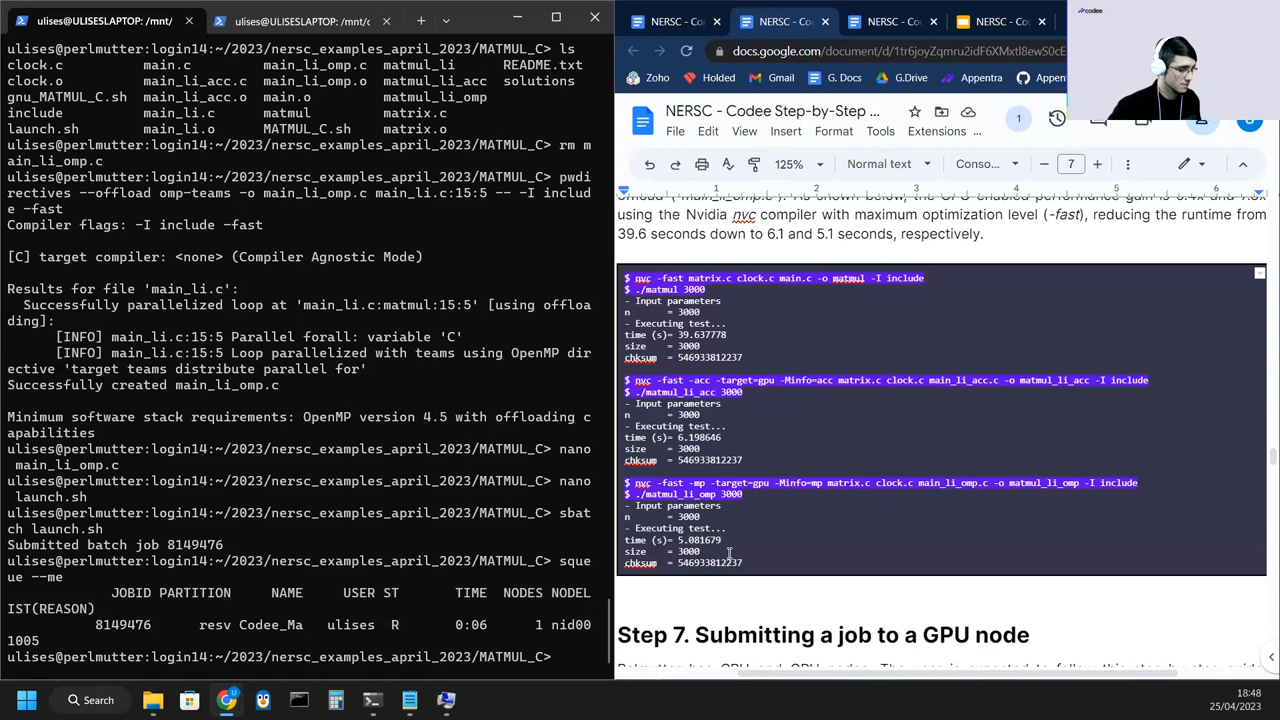 ulises@ULISESLAPTOP: /mnt/
ulises@ULISESLAPTOP: /mnt/c
ulises@perlmutter:login14:~/2023/nersc_examples_april_2023/MATMUL_C> ls
clock.c main.c main_li_omp.c matmul_li README.txt
clock.o main_li_acc.c main_li_omp.o matmul_li_acc solutions
gnu_MATMUL_C.sh main_li_acc.o main.o matmul_li_omp
include main_li.c matmul matrix.c
launch.sh main_li.o MATMUL_C.sh matrix.o
ulises@perlmutter:login14:~/2023/nersc_examples_april_2023/MATMUL_C> rm m
ain_li_omp.c
ulises@perlmutter:login14:~/2023/nersc_examples_april_2023/MATMUL_C> pwdi
rectives --offload omp-teams -o main_li_omp.c main_li.c:15:5 -- -I includ
e -fast
Compiler flags: -I include -fast
[C] target compiler: <none> (Compiler Agnostic Mode)
Results for file 'main_li.c':
Successfully parallelized loop at 'main_li.c:matmul:15:5' [using offloa
ding]:
[INFO] main_li.c:15:5 Parallel forall: variable 'C'
[INFO] main_li.c:15:5 Loop parallelized with teams using OpenMP dir
ective 'target teams distribute parallel for'
Successfully created main_li_omp.c
Minimum software stack requirements: OpenMP version 4.5 with offloading c
apabilities
ulises@perlmutter:login14:~/2023/nersc_examples_april_2023/MATMUL_C> nano
main_li_omp.c
ulises@perlmutter:login14:~/2023/nersc_examples_april_2023/MATMUL_C> nano
launch.sh
ulises@perlmutter:login14:~/2023/nersc_examples_april_2023/MATMUL_C> sbat
ch launch.sh
Submitted batch job 8149476
ulises@perlmutter:login14:~/2023/nersc_examples_april_2023/MATMUL_C> sque
ue --me
JOBID PARTITION NAME USER ST TIME NODES NODEL
IST(REASON)
8149476 resv Codee_Ma ulises R 0:06 1 nid00
1005
ulises@perlmutter:login14:~/2023/nersc_examples_april_2023/MATMUL_C>
NERSC - Co
NERSC - Co
NERSC - Co
NERSC - Co
docs.google.com/document/d/1tr6joyZqmru2idF6XMxtl8ewS0cE
Zoho Holded Gmail G. Docs G.Drive Appentra Appen
codee
NERSC - Codee Step-by-Step ...
File Edit View Insert Format Tools Extensions ...
1
125% Normal text Conso... 7
1 2 3 4 5 6
using the Nvidia nvc compiler with maximum optimization level (-fast), reducing the runtime from
39.6 seconds down to 6.1 and 5.1 seconds, respectively.
$ nvc -fast matrix.c clock.c main.c -o matmul -I include
$ ./matmul 3000
- Input parameters
n = 3000
- Executing test...
time (s)= 39.637778
size = 3000
chksum = 546933812237
$ nvc -fast -acc -target=gpu -Minfo=acc matrix.c clock.c main_li_acc.c -o matmul_li_acc -I include
$ ./matmul_li_acc 3000
- Input parameters
n = 3000
- Executing test...
time (s)= 6.198646
size = 3000
chksum = 546933812237
$ nvc -fast -mp -target=gpu -Minfo=mp matrix.c clock.c main_li_omp.c -o matmul_li_omp -I include
$ ./matmul_li_omp 3000
- Input parameters
n = 3000
- Executing test...
time (s)= 5.081679
size = 3000
chksum = 546933812237
Step 7. Submitting a job to a GPU node
Search
18:48
25/04/2023